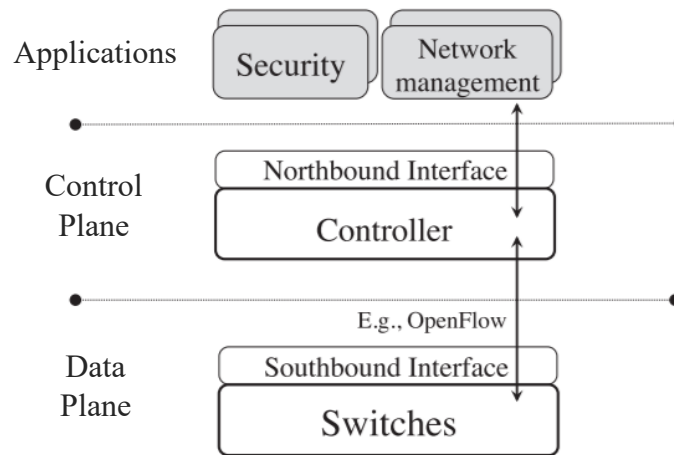 Applications
Security
Network
management
Control
Plane
Northbound Interface
Controller
E.g., OpenFlow
Data
Plane
Southbound Interface
Switches